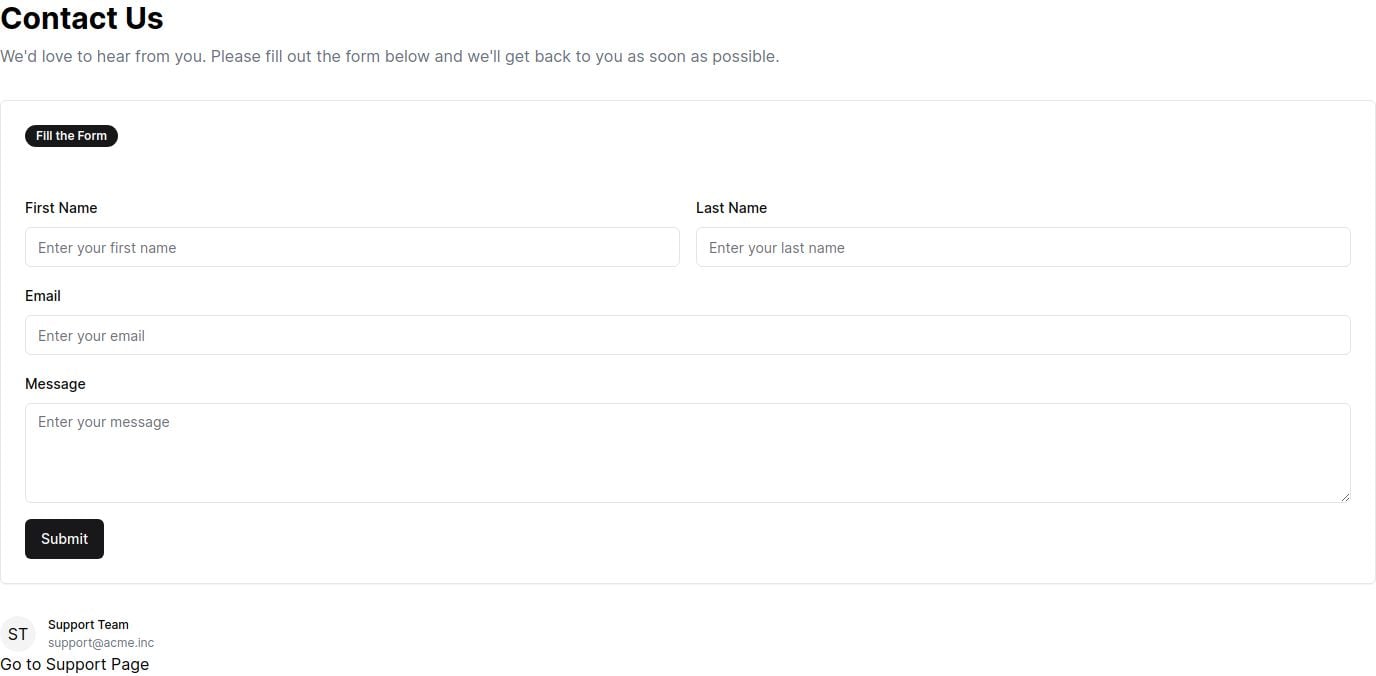 Contact Us
We'd love to hear from you. Please fill out the form below and we'll get back to you as soon as possible.
Fill the Form
First Name
Last Name
Enter your first name
Enter your last name
Email
Enter your email
Message
Enter your message
Submit
ST
Support Team
support@acme.inc
Go to Support Page